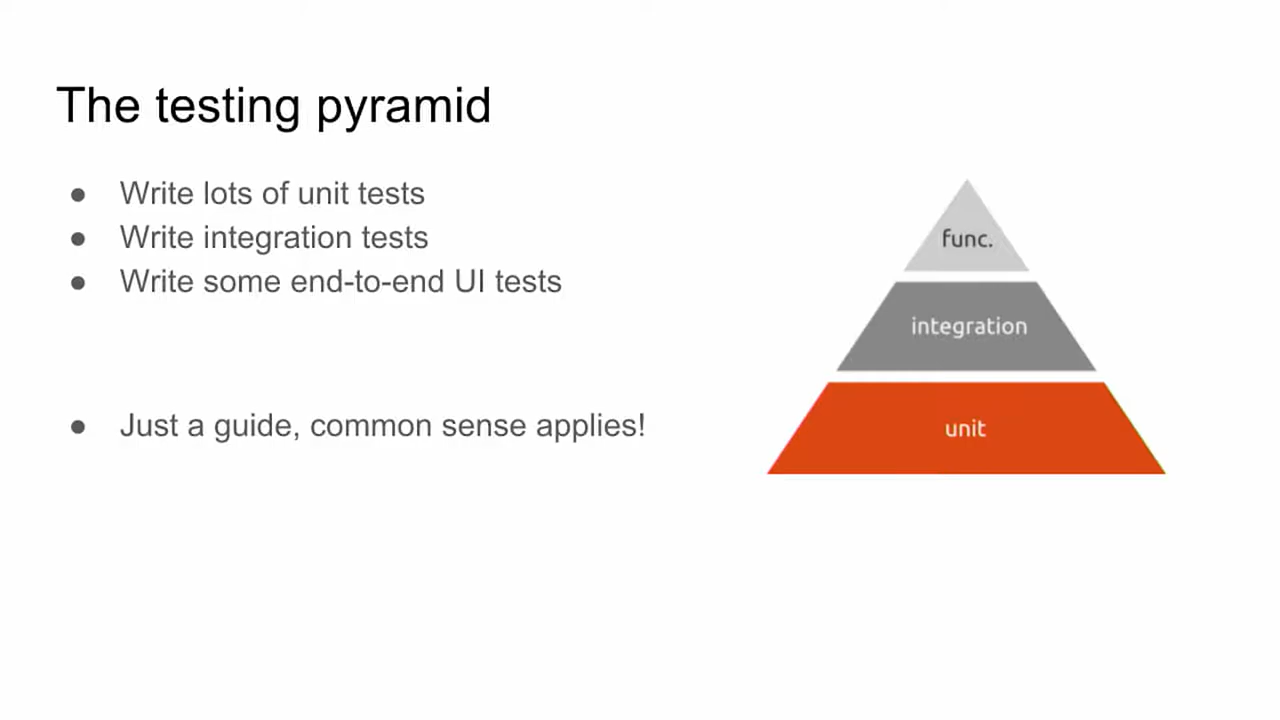 The testing pyramid
● Write lots of unit tests
● Write integration tests
● Write some end-to-end UI tests
● Just a guide, common sense applies!
func.
integration
unit